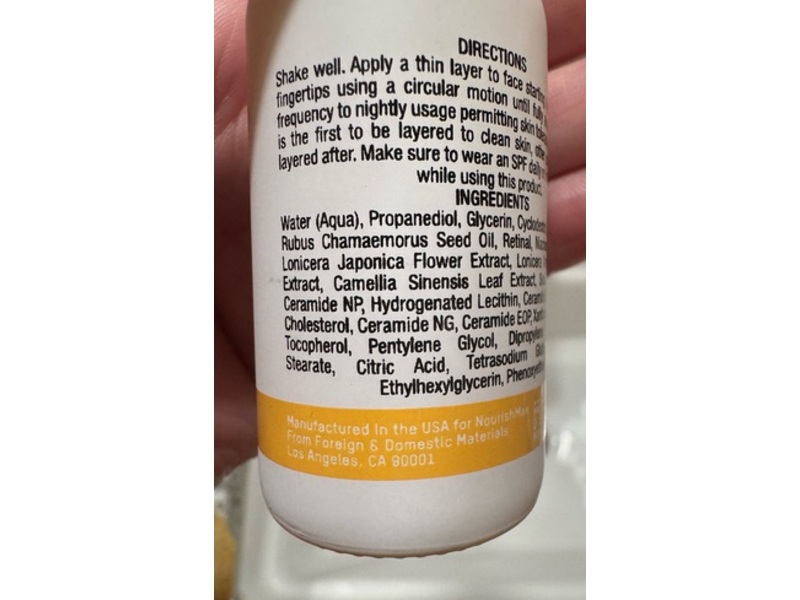 DIRECTIONS
Shake well. Apply a thin layer to face
fingertips using a circular motion until fully
frequency to nightly usage permitting skin
is the first to be layered to clean skin,
layered after. Make sure to wear an SPF daily
while using this product.
INGREDIENTS
Water (Aqua), Propanediol, Glycerin,
Rubus Chamaemorus Seed Oil, Retinal,
Lonicera Japonica Flower Extract, Lonicera
Extract, Camellia Sinensis Leaf Extract,
Ceramide NP, Hydrogenated Lecithin,
Cholesterol, Ceramide NG, Ceramide EOP,
Tocopherol, Pentylene Glycol,
Stearate, Citric Acid, Tetrasodium
Ethylhexylglycerin,
Manufactured In the USA for NourishMax
From Foreign & Domestic Materials
Los Angeles, CA 90001